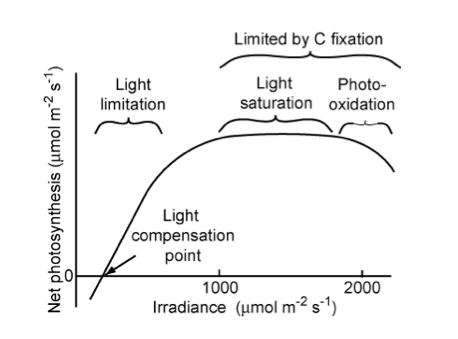 Limited by C fixation
Light
limitation
Light
saturation
Photo-
oxidation
Net photosynthesis (μmol m-2 s-1)
Light
compensation
point
0
1000
2000
Irradiance (μmol m-2 s-1)